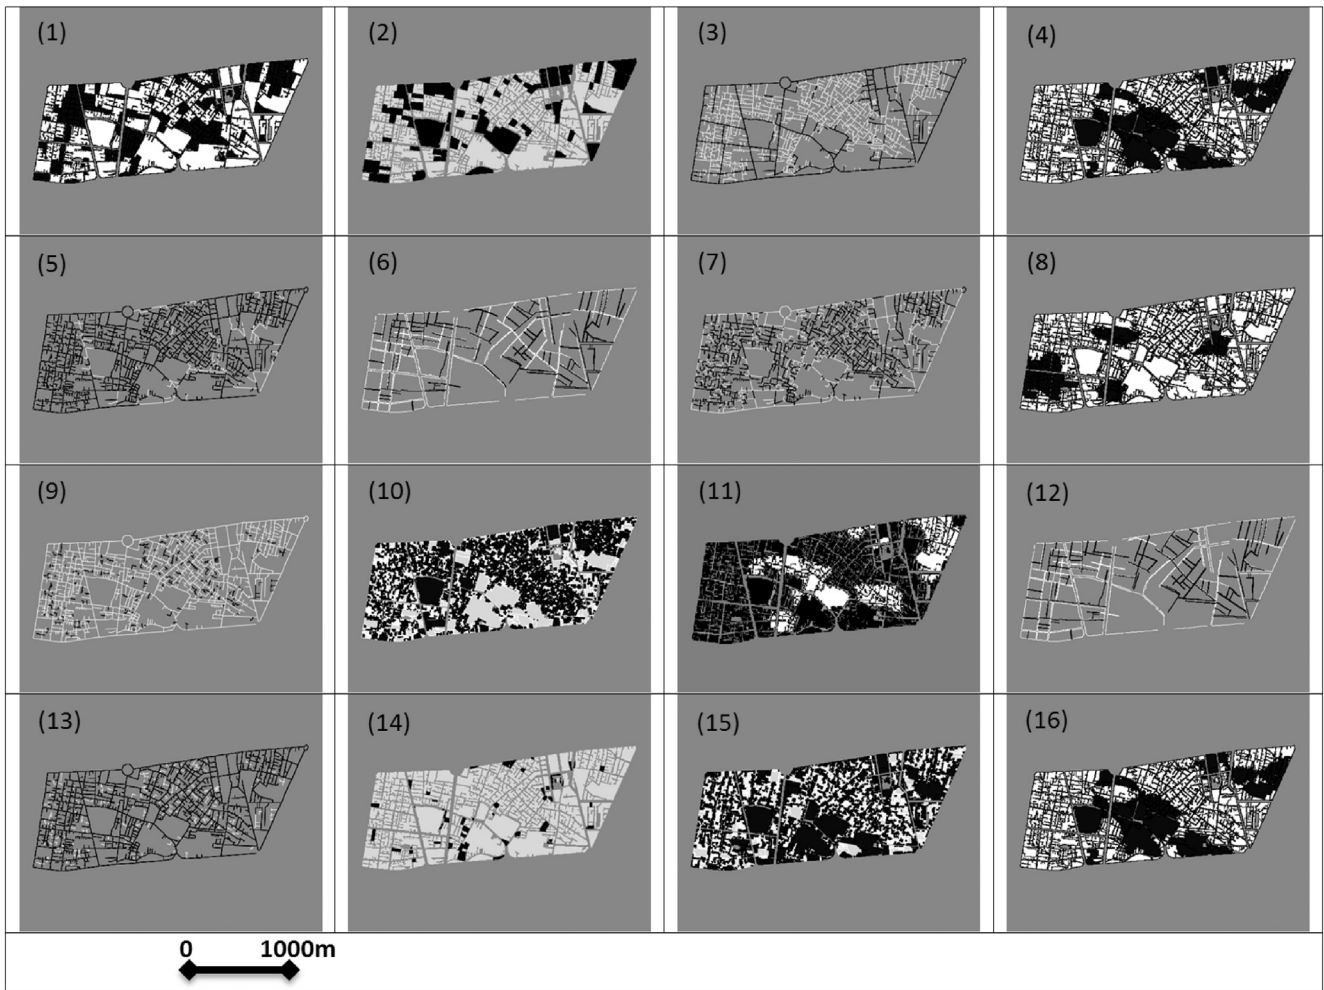 (1) (2) (3) (4)
(5) (6) (7) (8)
(9) (10) (11) (12)
(13) (14) (15) (16)
0 1000m